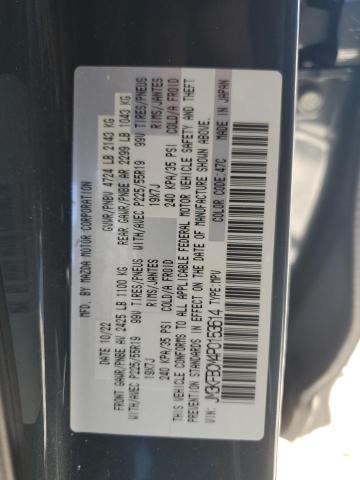 MFD. BY MAZDA MOTOR CORPORATION
DATE 10/22 GVWR/PNBV 4724 LB 2143 KG
FRONT GAWR/PNBE AV 2425 LB 1100 KG REAR GAWR/PNBE AR 2299 LB 1043 KG
WITH/AVEC P225/55R19 99V TIRES/PNEUS WITH/AVEC P225/55R19 99V TIRES/PNEUS
19X7J RIMS/JANTES 19X7J RIMS/JANTES
240 KPA/35 PSI COLD/A FROID 240 KPA/35 PSI COLD/A FROID
THIS VEHICLE CONFORMS TO ALL APPLICABLE FEDERAL MOTOR VEHICLE SAFETY AND THEFT
PREVENTION STANDARDS IN EFFECT ON THE DATE OF MANUFACTURE SHOWN ABOVE.
VIN: TYPE:MPV COLOR CODE:47C MADE IN JAPAN